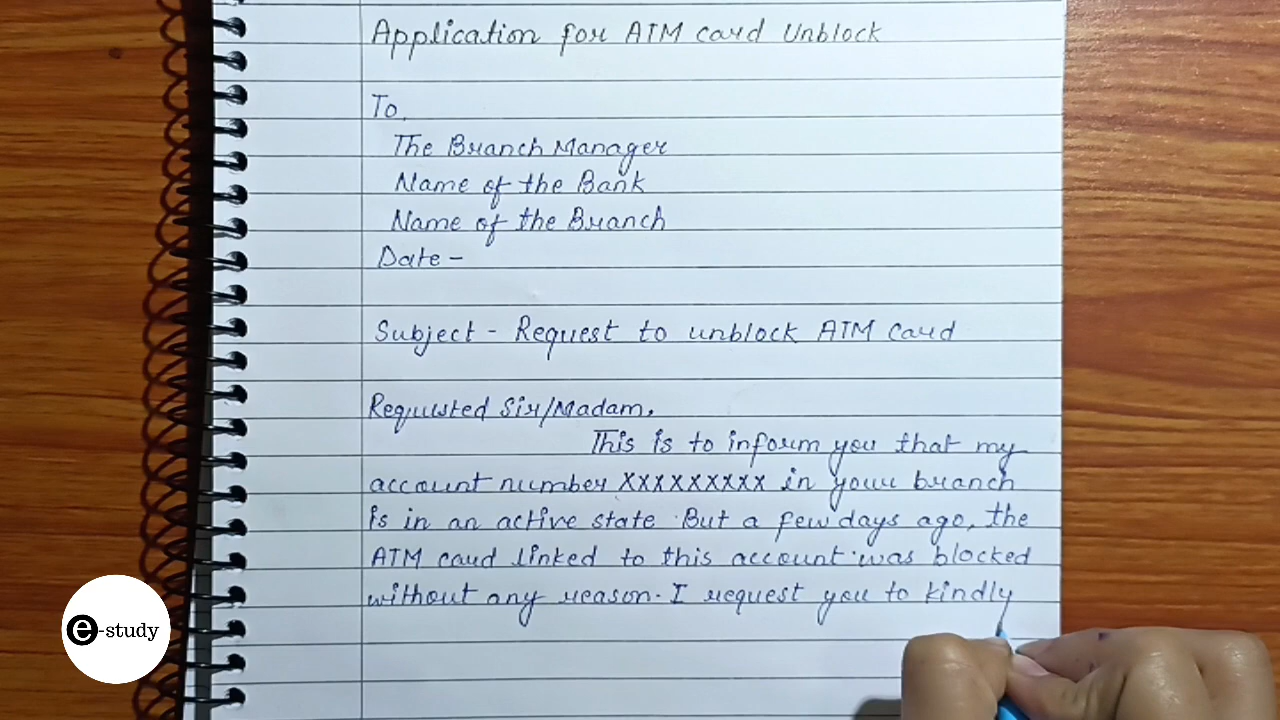 Application for ATM card Unblock
To,
The Branch Manager
Name of the Bank
Name of the Branch
Date -
Subject - Request to unblock ATM Card
Requested Sir/Madam,
This is to inform you that my
account number XXXXXXXXX in your branch
is in an active state. But a few days ago, the
ATM card linked to this account was blocked
without any reason. I request you to kindly
e-study